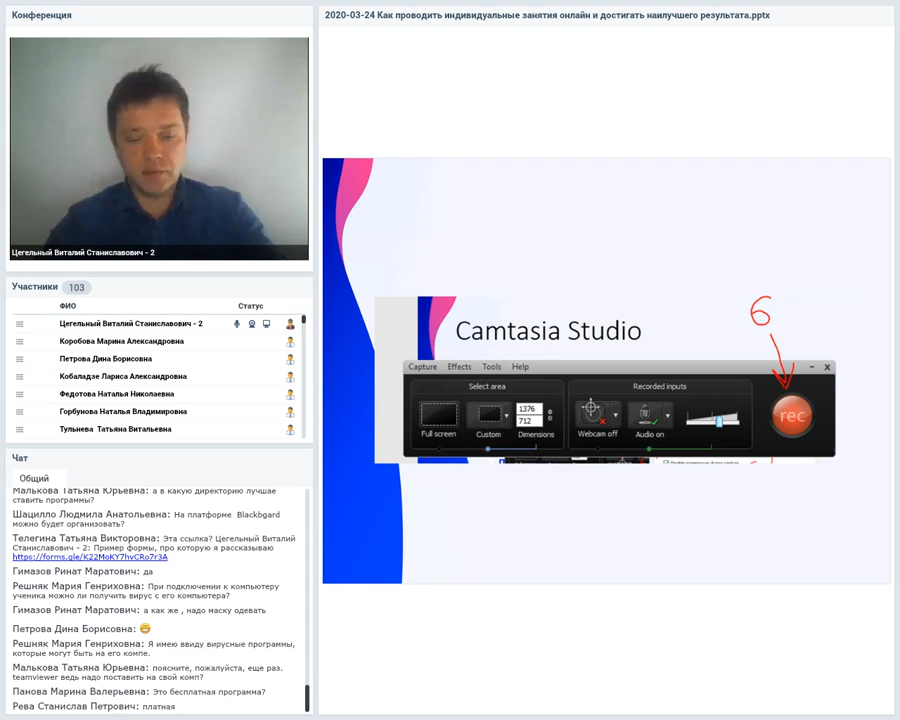 Конференция
Цегельный Виталий Станиславович - 2
Участники 103
ФИО Статус
Цегельный Виталий Станиславович - 2
Коробова Марина Александровна
Петрова Дина Борисовна
Кобаладзе Лариса Александровна
Федотова Наталья Николаевна
Горбунова Наталья Владимировна
Тульнева Татьяна Витальевна
Чат
Общий
Малькова Татьяна Юрьевна: а в какую директорию лучшее
ставить программы?
Шацилло Людмила Анатольевна: На платформе Blackbgard
можно будет организовать?
Телегина Татьяна Викторовна: Эта ссылка? Цегельный Виталий
Станиславович - 2: Пример формы, про которую я рассказываю
https://forms.gle/K22MoKY7hvCRo7r3A
Гимазов Ринат Маратович: да
Решняк Мария Генриховна: При подключении к компьютеру
ученика можно ли получить вирус с его компьютера?
Гимазов Ринат Маратович: а как же , надо маску одевать
Петрова Дина Борисовна:
Решняк Мария Генриховна: Я имею ввиду вирусные программы,
которые могут быть на его компе.
Малькова Татьяна Юрьевна: поясните, пожалуйста, еще раз.
teamviewer ведь надо поставить на свой комп?
Панова Марина Валерьевна: Это бесплатная программа?
Рева Станислав Петрович: платная
2020-03-24 Как проводить индивидуальные занятия онлайн и достигать наилучшего результата.pptx
6
Camtasia Studio
Capture Effects Tools Help
Select area Recorded inputs
1376
712
rec
Full screen Custom Dimensions Webcam off Audio on